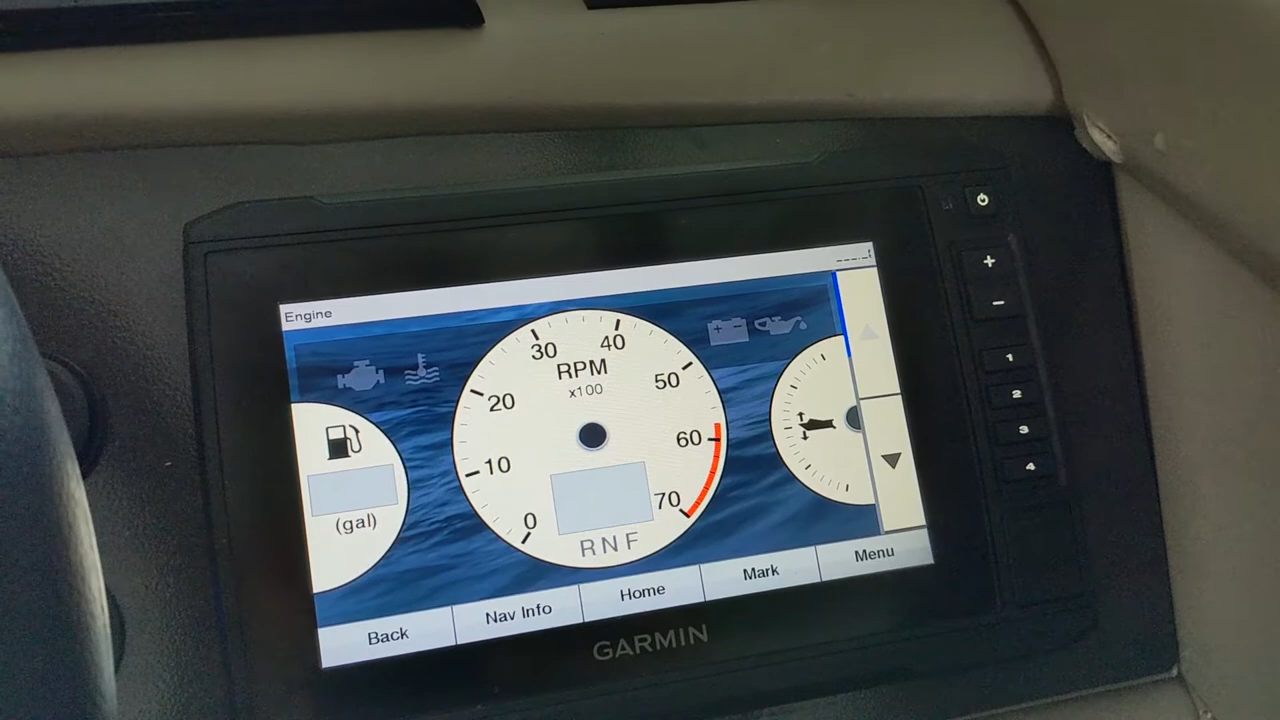 Engine
30 40
RPM
x100
20 50
10 60
0 70
R N F
(gal)
Back Nav Info Home Mark Menu
GARMIN
+
−
1
2
3
4